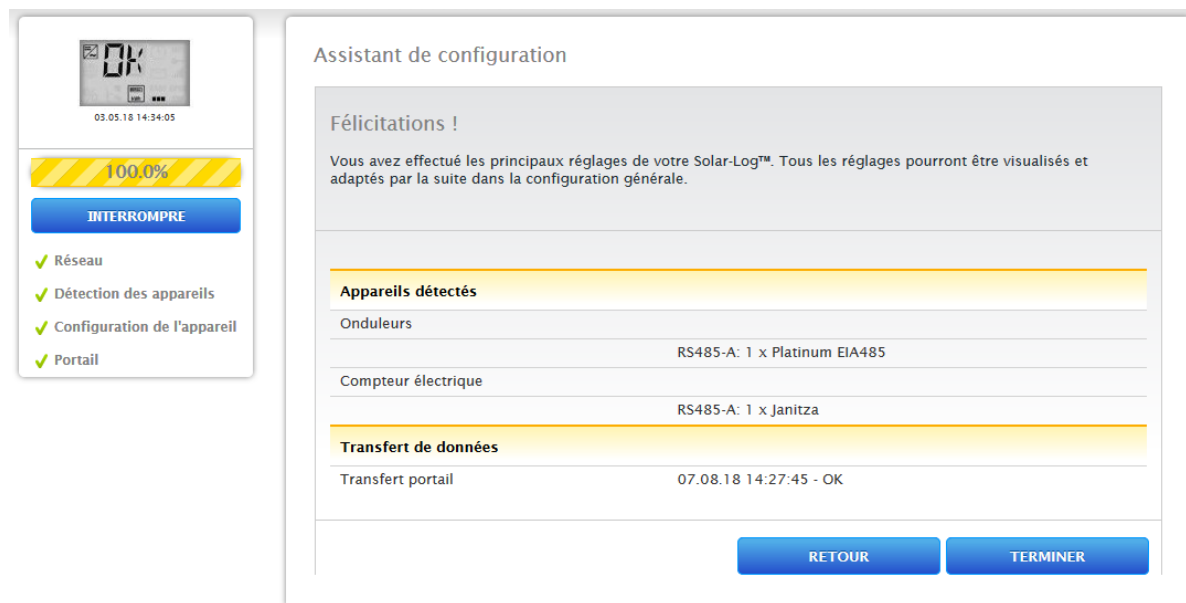 OK
03.05.18 14:34:05
100.0%
INTERROMPRE
Réseau
Détection des appareils
Configuration de l'appareil
Portail
Assistant de configuration
Félicitations !
Vous avez effectué les principaux réglages de votre Solar-Log™. Tous les réglages pourront être visualisés et
adaptés par la suite dans la configuration générale.
Appareils détectés
Onduleurs
RS485-A: 1 x Platinum EIA485
Compteur électrique
RS485-A: 1 x Janitza
Transfert de données
Transfert portail 07.08.18 14:27:45 - OK
RETOUR TERMINER